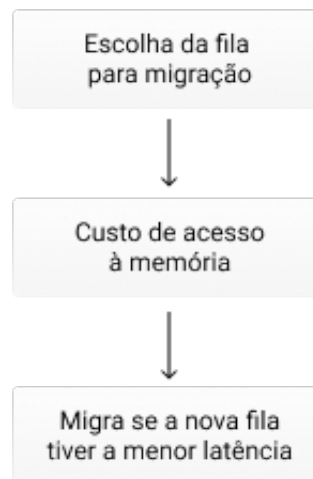 Escolha da fila
para migração
Custo de acesso
à memória
Migra se a nova fila
tiver a menor latência